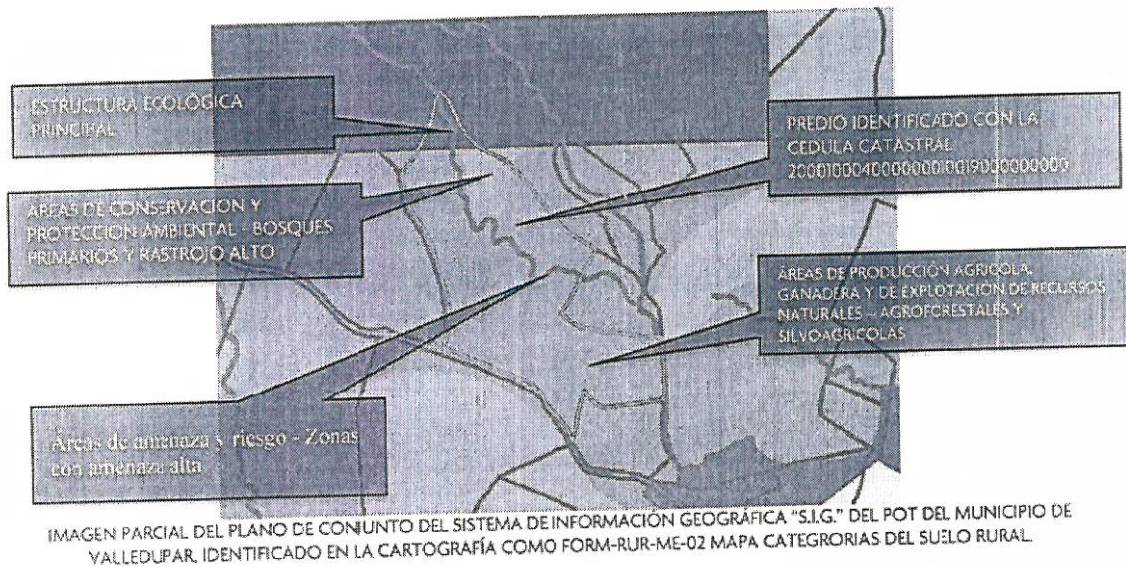 ESTRUCTURA ECOLÓGICA
PRINCIPAL
PREDIO IDENTIFICADO CON LA
CEDULA CATASTRAL
ÁREAS DE CONSERVACION Y
PROTECCIÓN AMBIENTAL - BOSQUES
PRIMARIOS Y RASTROJO ALTO
ÁREAS DE PRODUCCIÓN AGRICOLA,
GANADERA Y DE EXPLOTACIÓN DE RECURSOS
NATURALES – AGROFORESTALES Y
SILVOAGRICOLAS
Áreas de amenaza y riesgo - Zonas
con amenaza alta
IMAGEN PARCIAL DEL PLANO DE CONJUNTO DEL SISTEMA DE INFORMACIÓN GEOGRÁFICA "S.I.G." DEL POT DEL MUNICIPIO DE
VALLEDUPAR, IDENTIFICADO EN LA CARTOGRAFÍA COMO FORM-RUR-ME-02 MAPA CATEGRORIAS DEL SUELO RURAL.